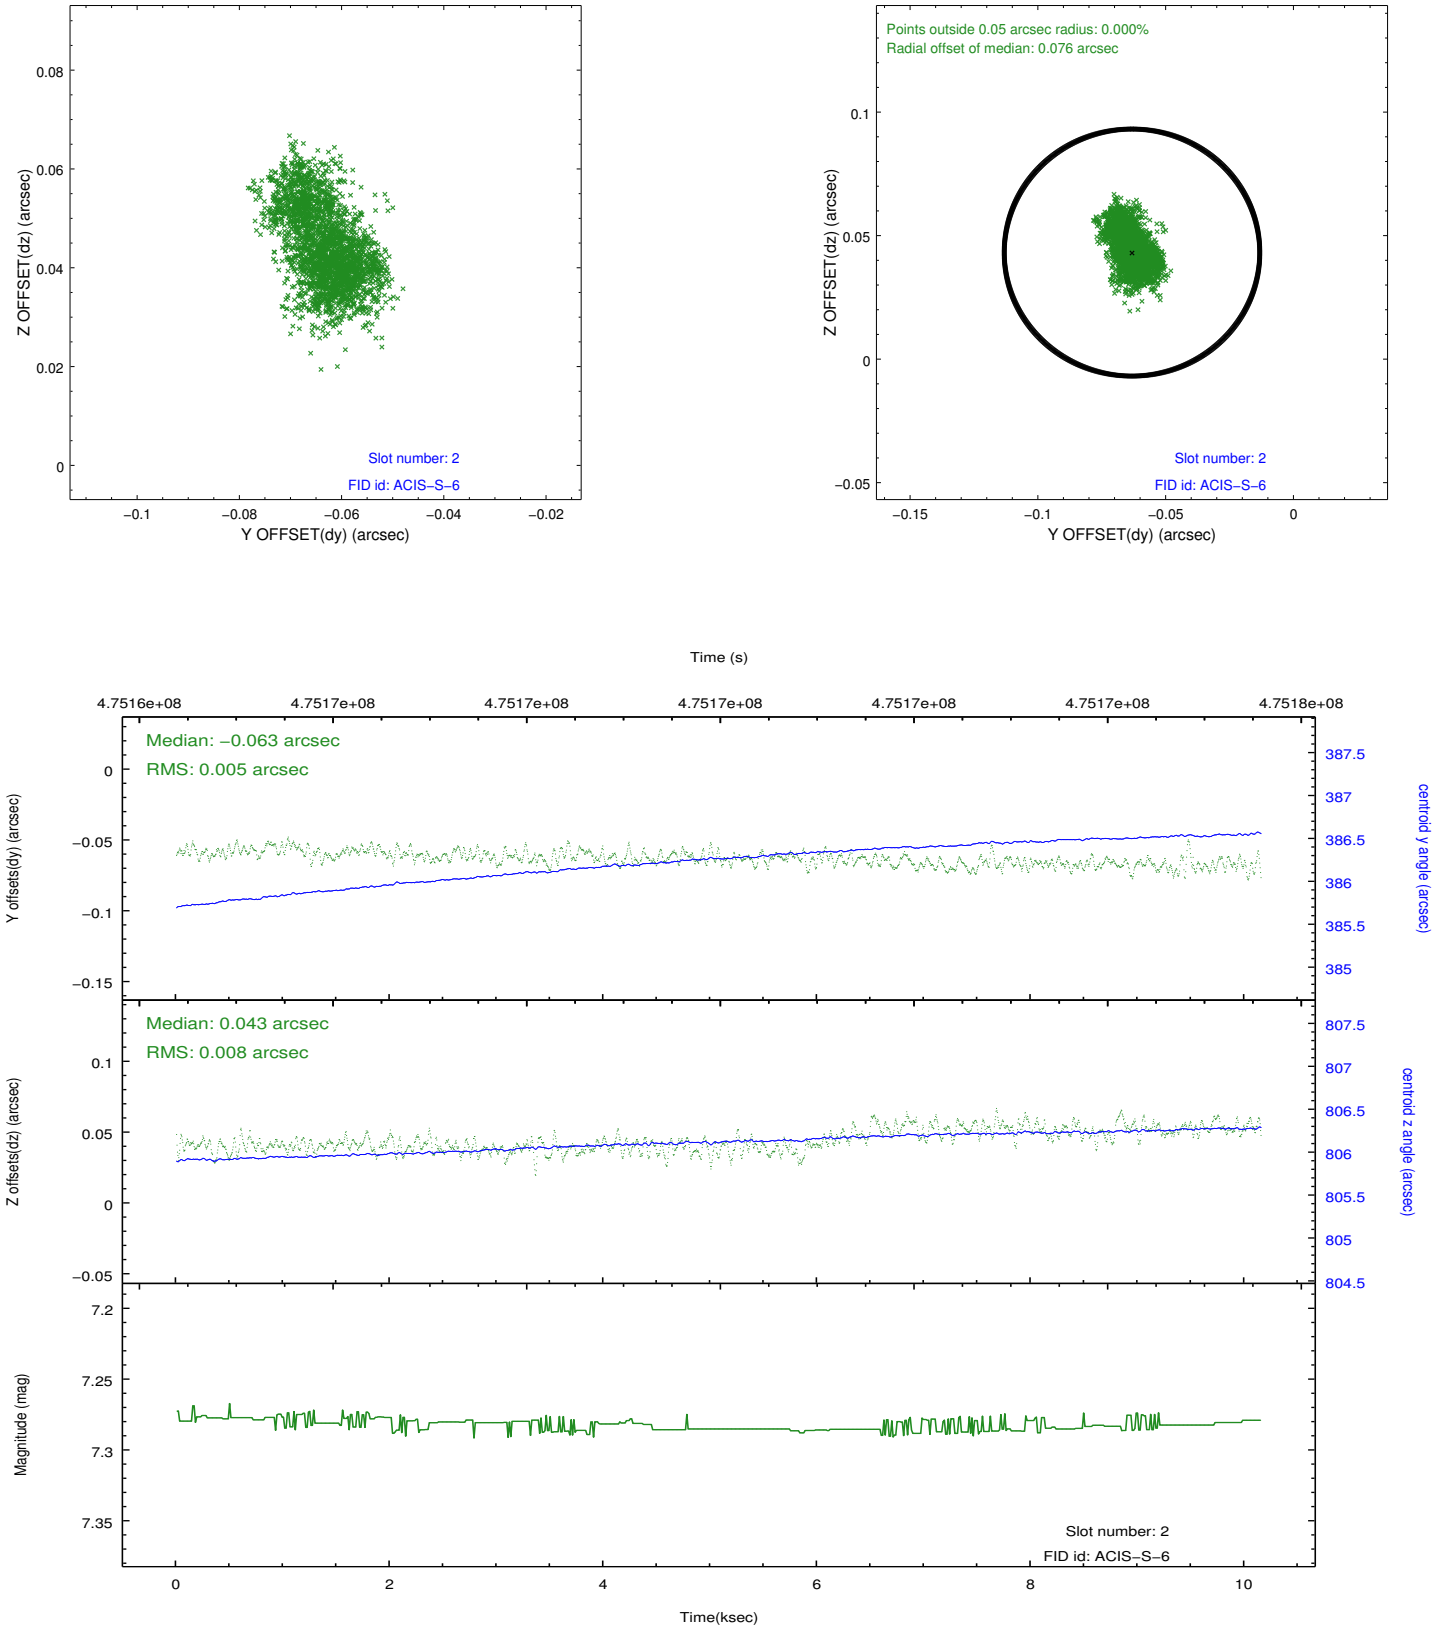 0.08
0.06
0.04
0.02
0
−0.1
−0.08
−0.06
−0.04
−0.02
Z OFFSET(dz) (arcsec)
Y OFFSET(dy) (arcsec)
Slot number: 2
FID id: ACIS−S−6
Points outside 0.05 arcsec radius: 0.000%
Radial offset of median: 0.076 arcsec
0.1
0.05
0
−0.05
−0.15
−0.1
−0.05
0
Z OFFSET(dz) (arcsec)
Y OFFSET(dy) (arcsec)
Slot number: 2
FID id: ACIS−S−6
Time (s)
4.7516e+08
4.7517e+08
4.7517e+08
4.7517e+08
4.7517e+08
4.7517e+08
4.7518e+08
Median: −0.063 arcsec
RMS: 0.005 arcsec
0
−0.05
−0.1
−0.15
Y offsets(dy) (arcsec)
387.5
387
386.5
386
385.5
385
centroid y angle (arcsec)
Median: 0.043 arcsec
RMS: 0.008 arcsec
0.1
0.05
0
−0.05
Z offsets(dz) (arcsec)
807.5
807
806.5
806
805.5
805
804.5
centroid z angle (arcsec)
7.2
7.25
7.3
7.35
Magnitude (mag)
Slot number: 2
FID id: ACIS−S−6
0
2
4
6
8
10
Time(ksec)